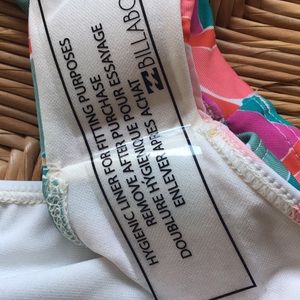 BILLABO
HYGIENIC LINER FOR FITTING PURPOSES
REMOVE AFTER PURCHASE
DOUBLURE HYGIENIQUE POUR ESSAYAGE
ENLEVER APRES ACHAT